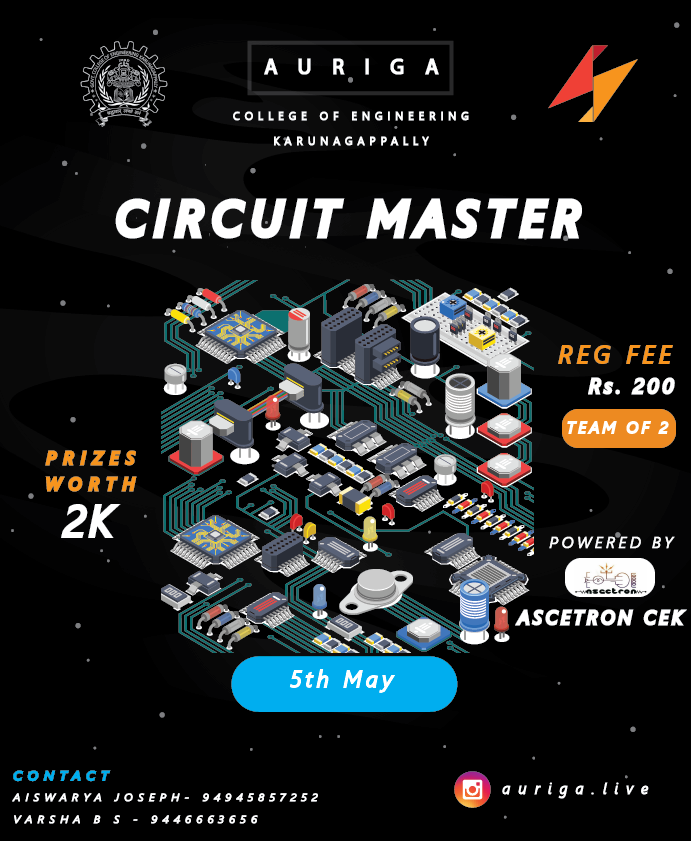 AURIGA
COLLEGE OF ENGINEERING
KARUNAGAPPALLY
CIRCUIT MASTER
REG FEE
Rs. 200
TEAM OF 2
PRIZES
WORTH
2K
POWERED BY
ascetron
ASCETRON CEK
5th May
CONTACT
AISWARYA JOSEPH- 94945857252
VARSHA B S - 9446663656
auriga.live